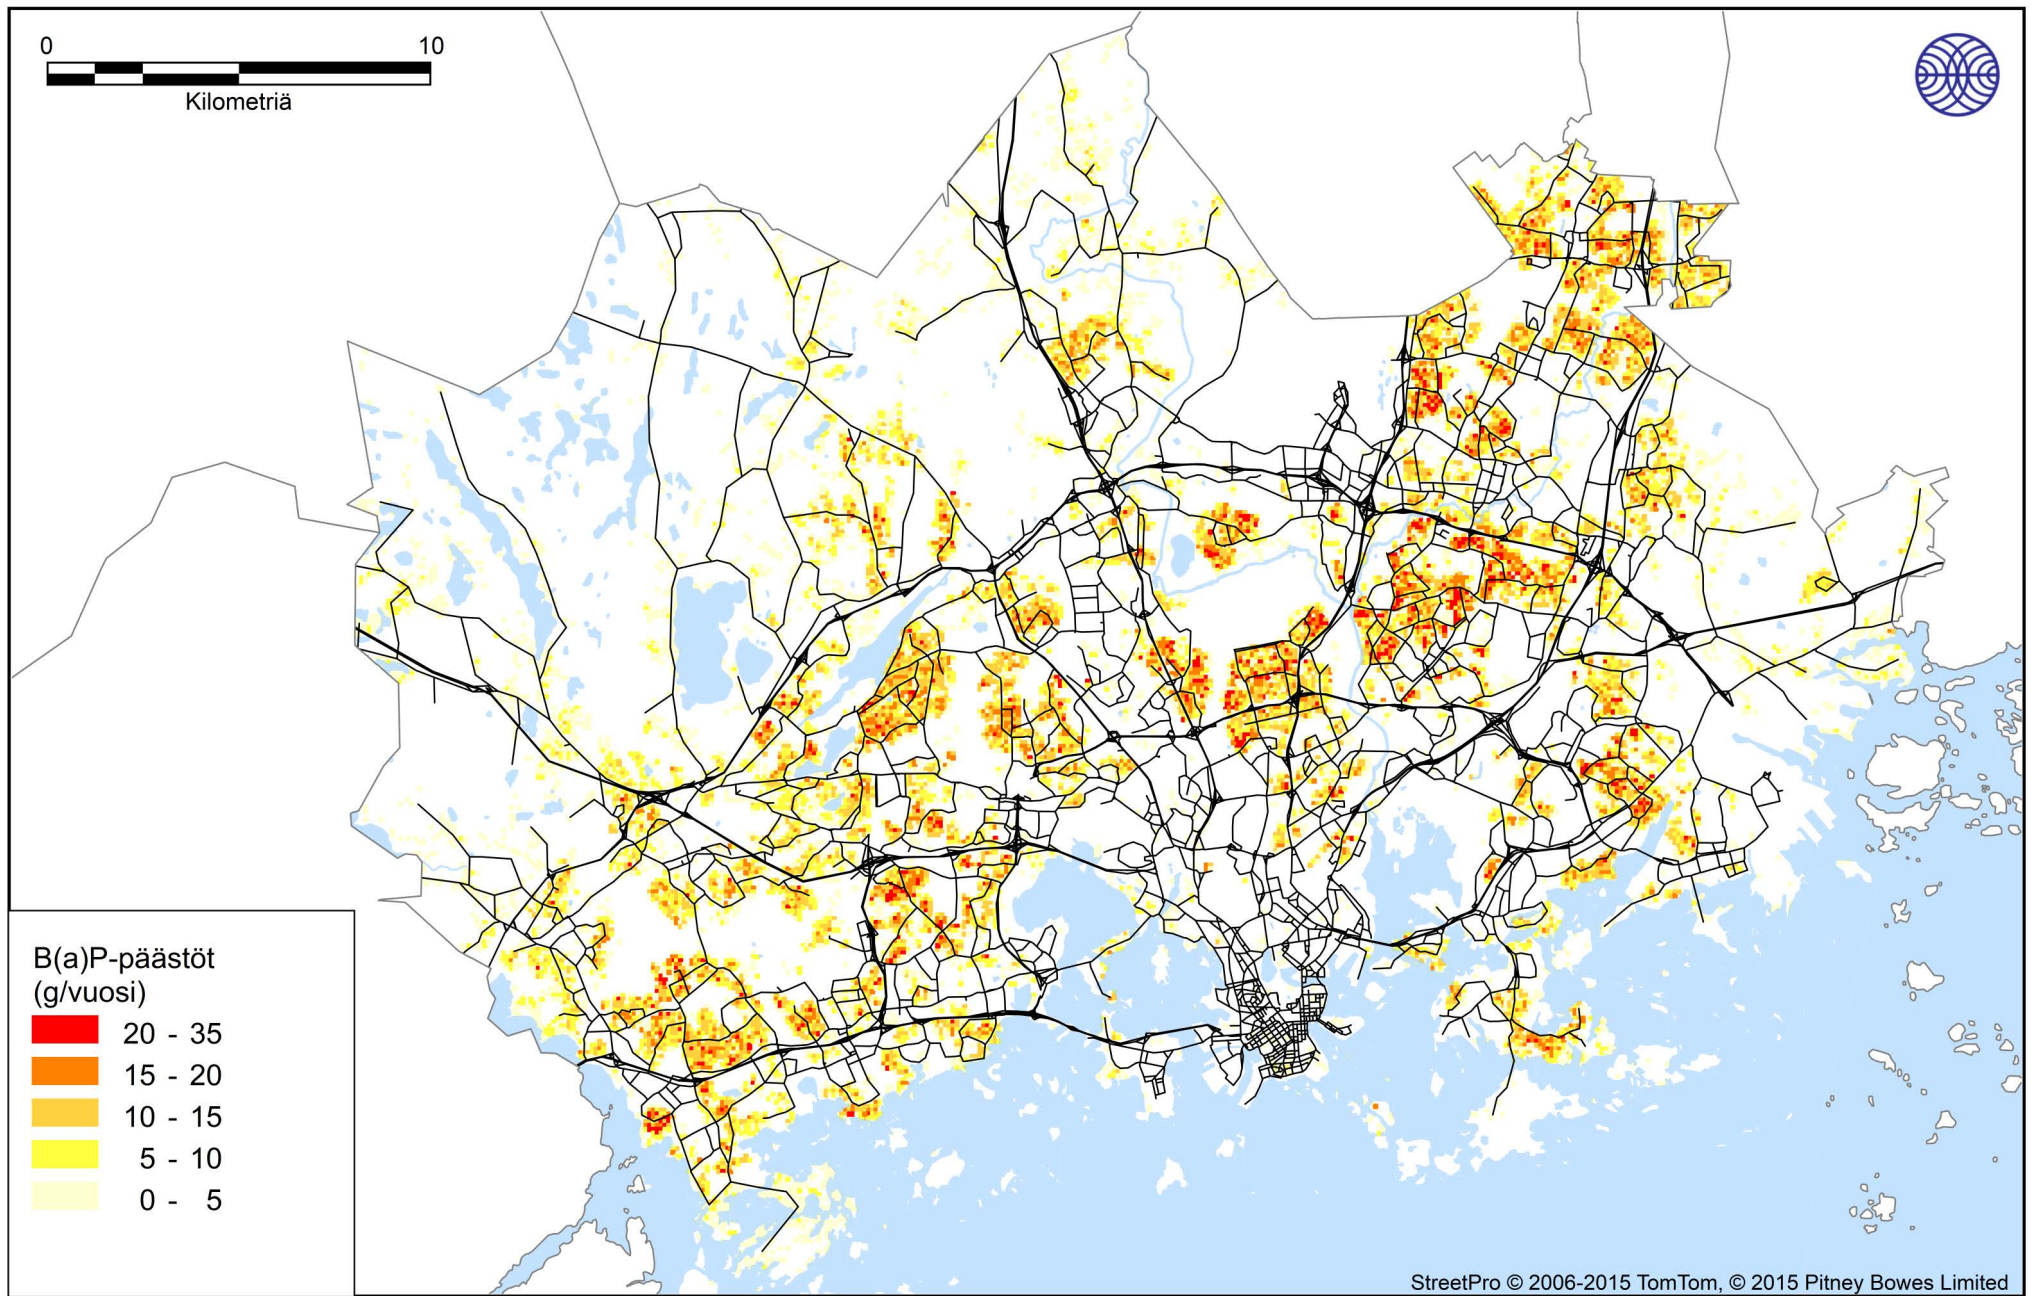 0 10
Kilometriä
B(a)P-päästöt
(g/vuosi)
20 - 35
15 - 20
10 - 15
5 - 10
0 - 5
StreetPro © 2006-2015 TomTom, © 2015 Pitney Bowes Limited